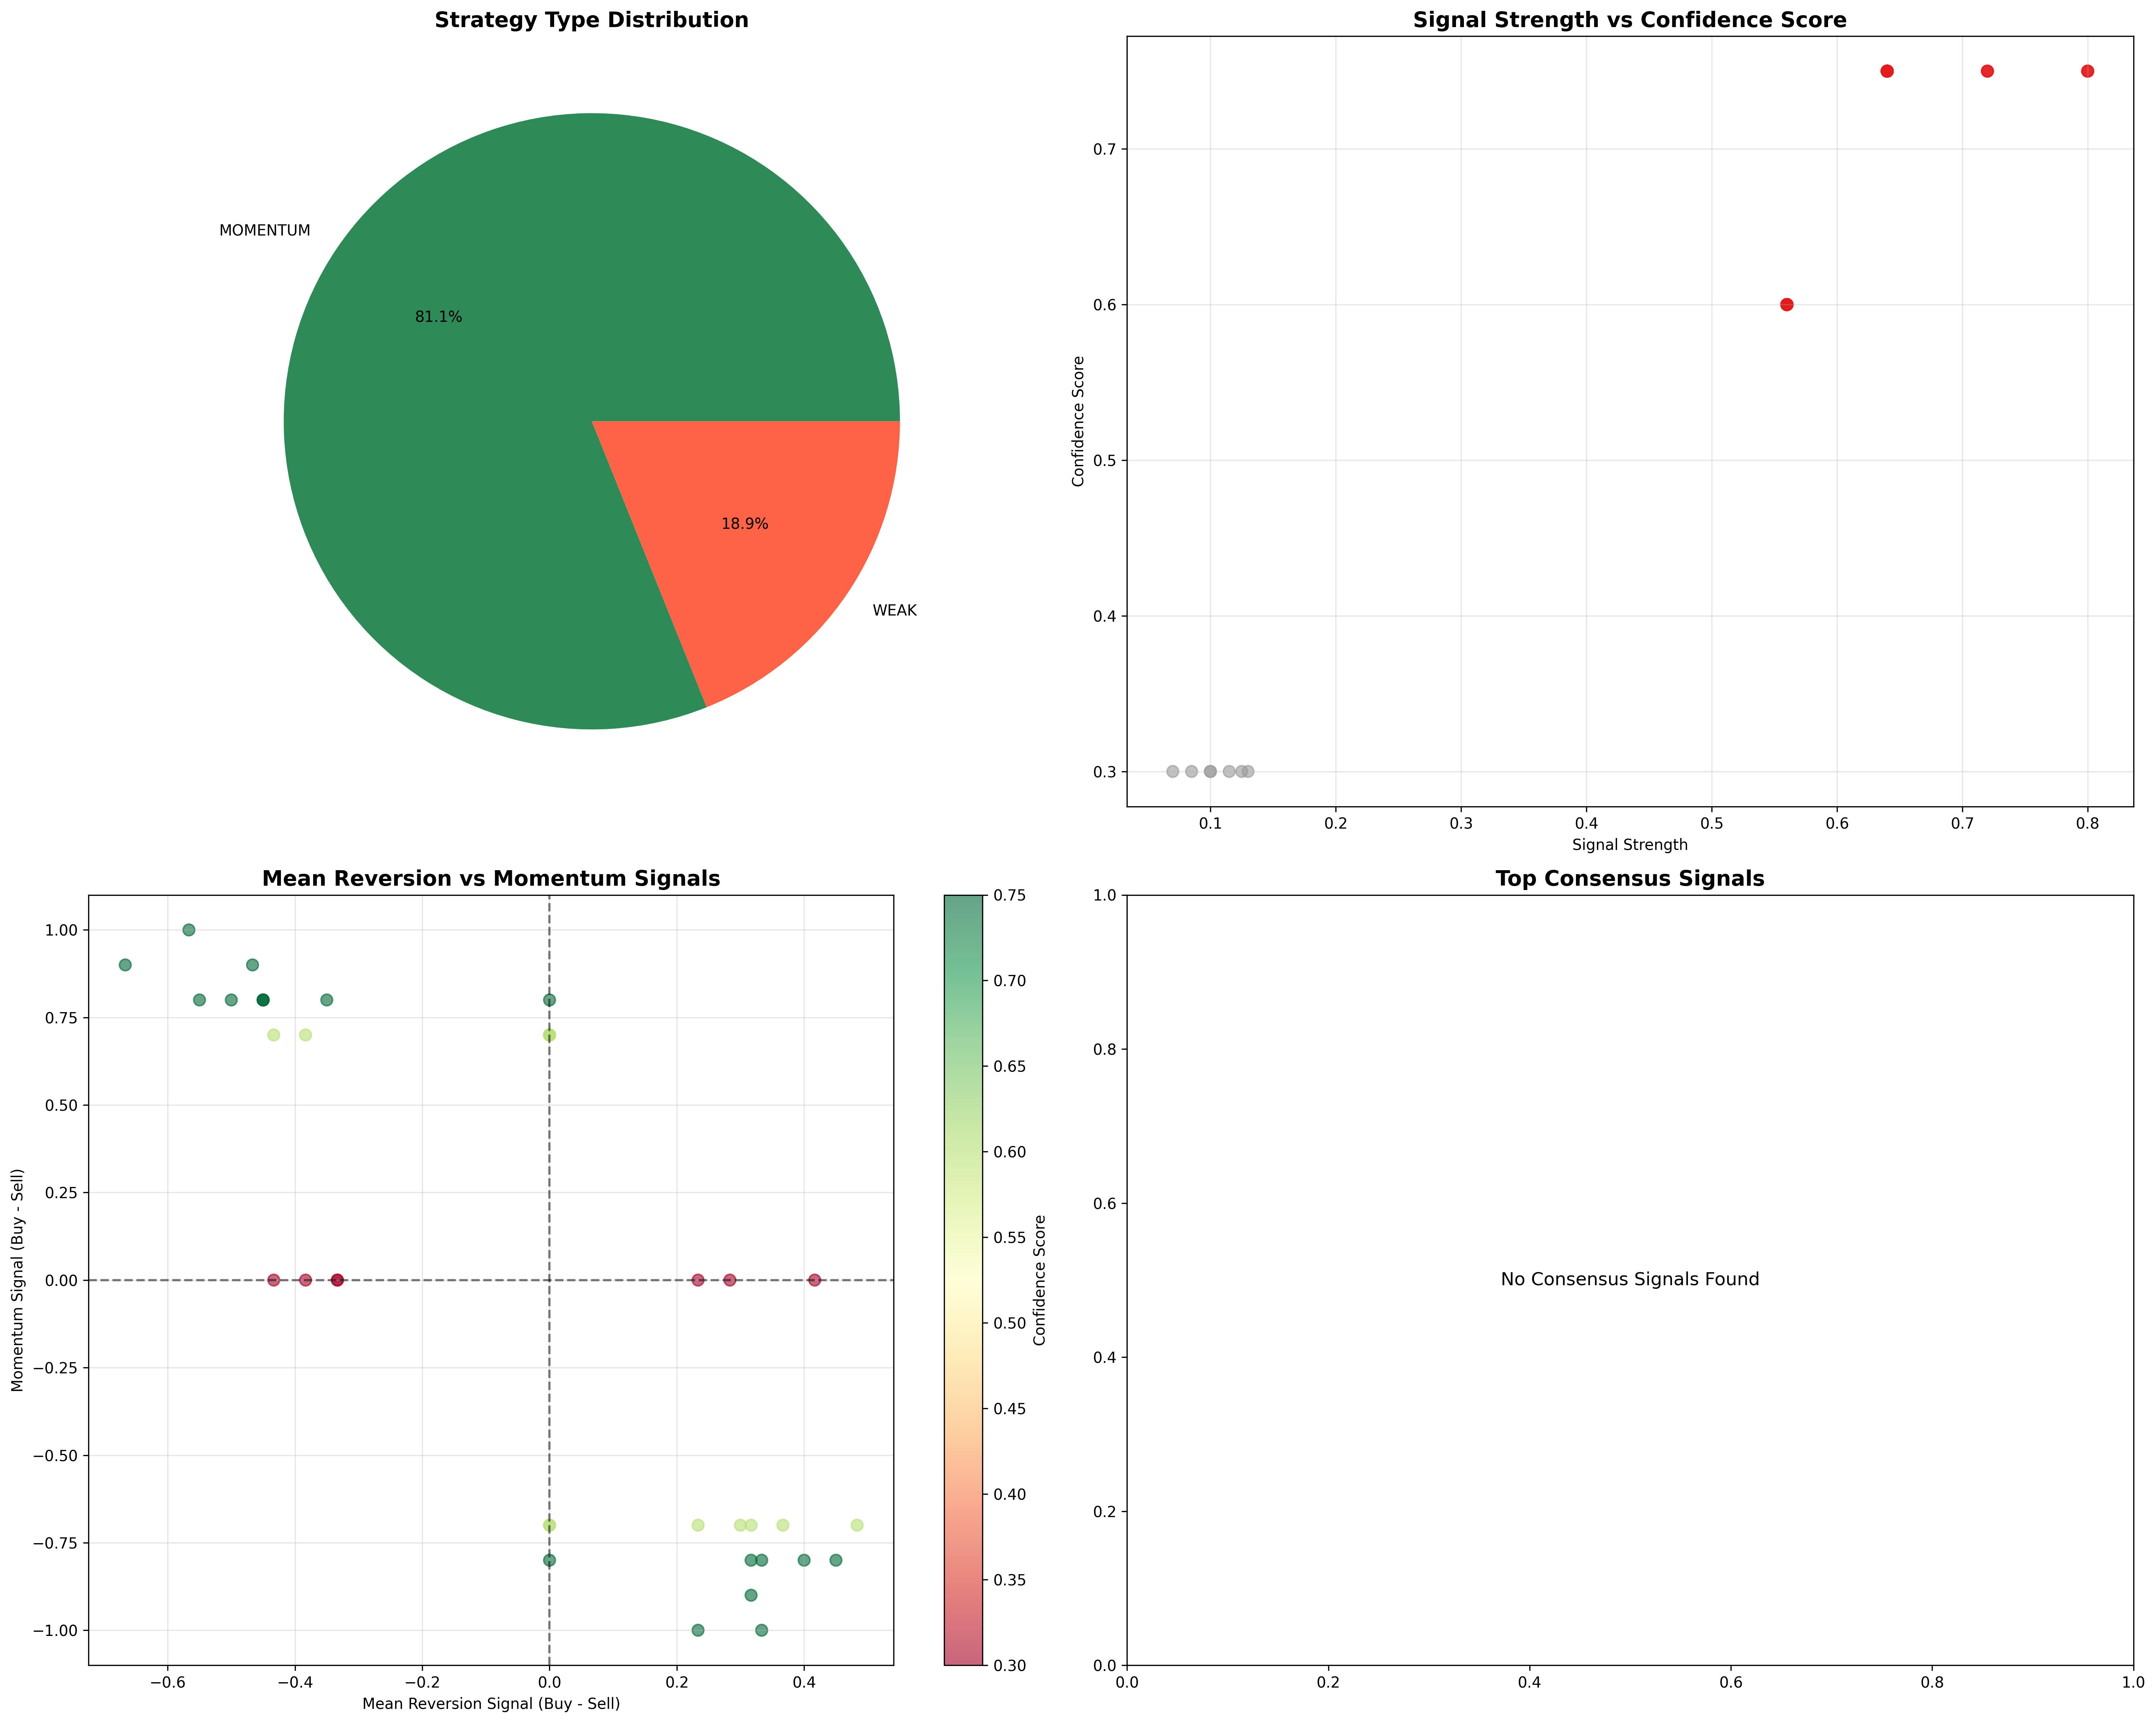 Strategy Type Distribution
MOMENTUM
81.1%
18.9%
WEAK
Signal Strength vs Confidence Score
Confidence Score
0.7
0.6
0.5
0.4
0.3
0.1 0.2 0.3 0.4 0.5 0.6 0.7 0.8
Signal Strength
Mean Reversion vs Momentum Signals
Momentum Signal (Buy - Sell)
1.00
0.75
0.50
0.25
0.00
−0.25
−0.50
−0.75
−1.00
−0.6 −0.4 −0.2 0.0 0.2 0.4
Mean Reversion Signal (Buy - Sell)
0.75
0.70
0.65
0.60
0.55
0.50
0.45
0.40
0.35
0.30
Confidence Score
Top Consensus Signals
1.0
0.8
0.6
0.4
0.2
0.0
No Consensus Signals Found
0.0 0.2 0.4 0.6 0.8 1.0